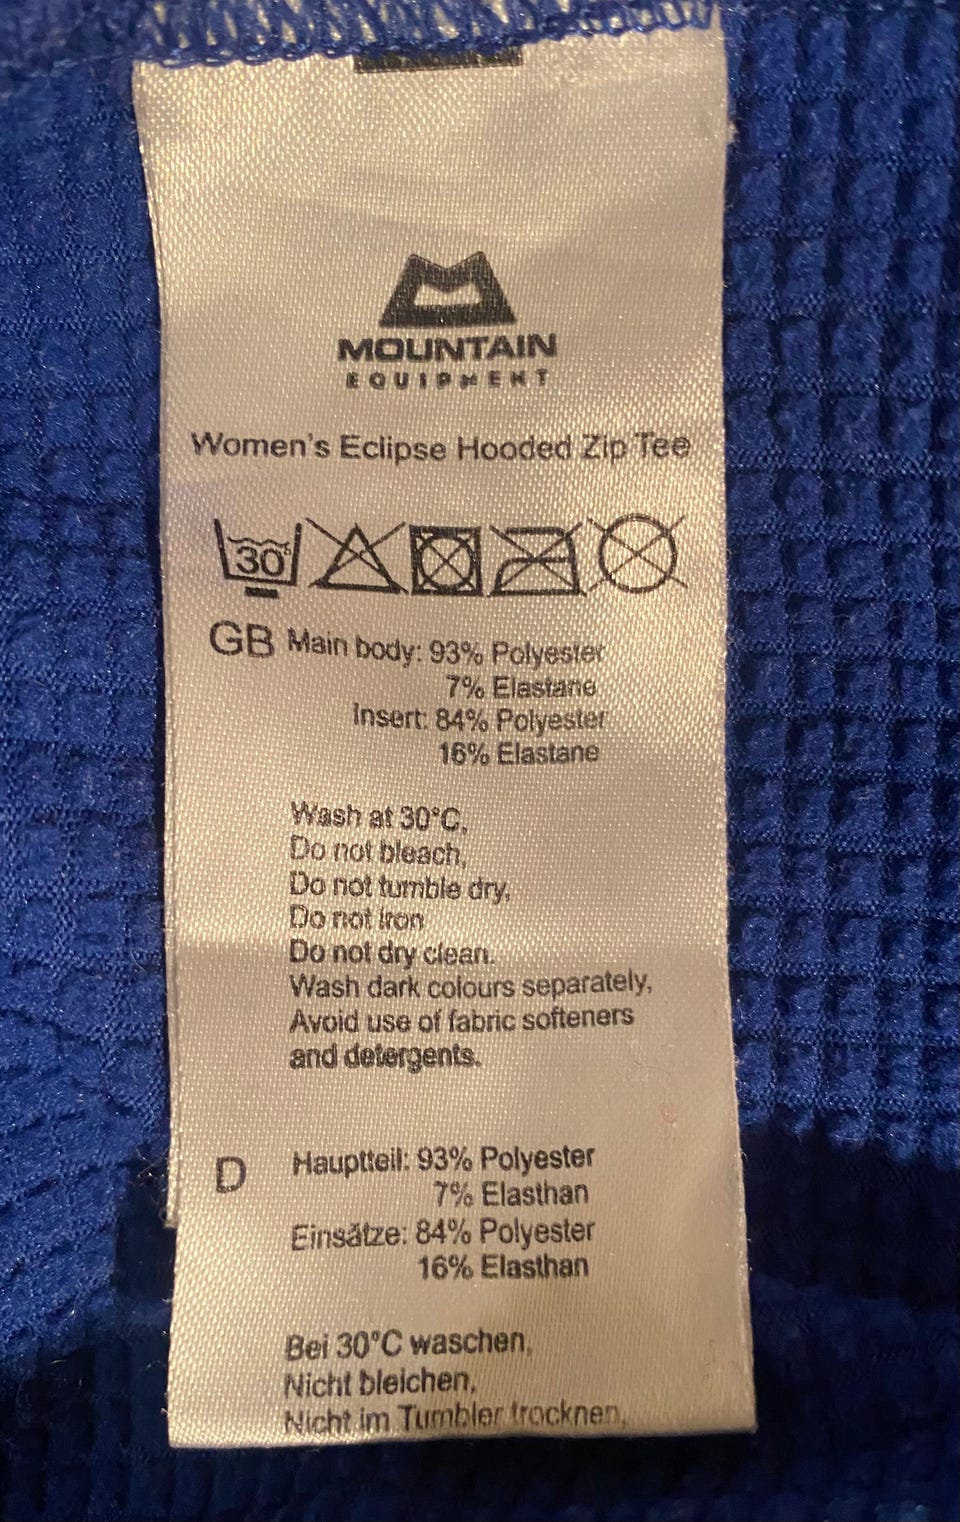 MOUNTAIN
EQUIPMENT
Women's Eclipse Hooded Zip Tee
30°
GB Main body: 93% Polyester
7% Elastane
Insert: 84% Polyester
16% Elastane
Wash at 30°C,
Do not bleach,
Do not tumble dry,
Do not Iron
Do not dry clean.
Wash dark colours separately,
Avoid use of fabric softeners
and detergents.
D Hauptteil: 93% Polyester
7% Elasthan
Einsätze: 84% Polyester
16% Elasthan
Bei 30°C waschen,
Nicht bleichen,
Nicht im Tumbler trocknen,